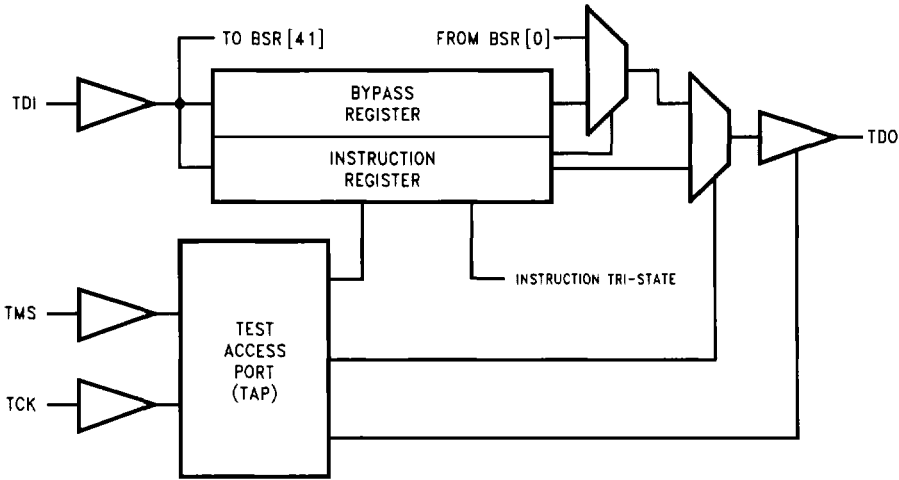 TO BSR [41]
FROM BSR [0]
TDI
BYPASS
REGISTER
INSTRUCTION
REGISTER
TDO
INSTRUCTION TRI-STATE
TMS
TEST
ACCESS
PORT
(TAP)
TCK